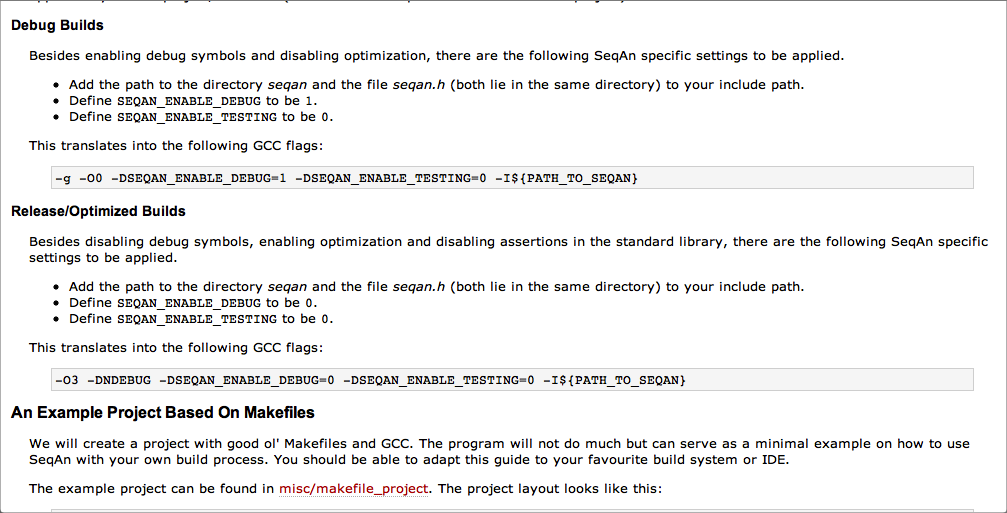 Debug Builds
Besides enabling debug symbols and disabling optimization, there are the following SeqAn specific settings to be applied.
• Add the path to the directory seqan and the file seqan.h (both lie in the same directory) to your include path.
• Define SEQAN_ENABLE_DEBUG to be 1.
• Define SEQAN_ENABLE_TESTING to be 0.
This translates into the following GCC flags:
-g -O0 -DSEQAN_ENABLE_DEBUG=1 -DSEQAN_ENABLE_TESTING=0 -I${PATH_TO_SEQAN}
Release/Optimized Builds
Besides disabling debug symbols, enabling optimization and disabling assertions in the standard library, there are the following SeqAn specific
settings to be applied.
• Add the path to the directory seqan and the file seqan.h (both lie in the same directory) to your include path.
• Define SEQAN_ENABLE_DEBUG to be 0.
• Define SEQAN_ENABLE_TESTING to be 0.
This translates into the following GCC flags:
-O3 -DNDEBUG -DSEQAN_ENABLE_DEBUG=0 -DSEQAN_ENABLE_TESTING=0 -I${PATH_TO_SEQAN}
An Example Project Based On Makefiles
We will create a project with good ol' Makefiles and GCC. The program will not do much but can serve as a minimal example on how to use
SeqAn with your own build process. You should be able to adapt this guide to your favourite build system or IDE.
The example project can be found in misc/makefile_project. The project layout looks like this: